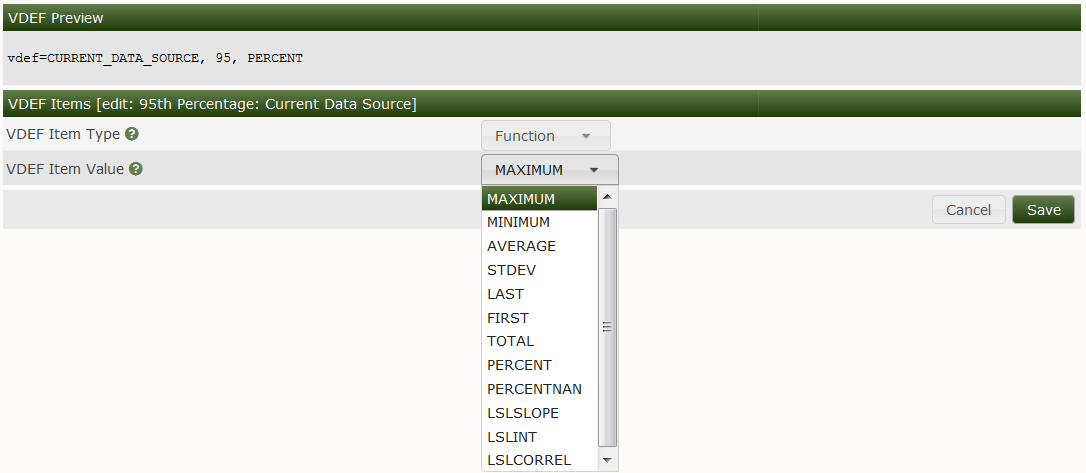 VDEF Preview
vdef=CURRENT_DATA_SOURCE, 95, PERCENT
VDEF Items [edit: 95th Percentage: Current Data Source]
VDEF Item Type ?
Function
VDEF Item Value ?
MAXIMUM
MAXIMUM
MINIMUM
AVERAGE
STDEV
LAST
FIRST
TOTAL
PERCENT
PERCENTNAN
LSLSLOPE
LSLINT
LSLCORREL
Cancel
Save